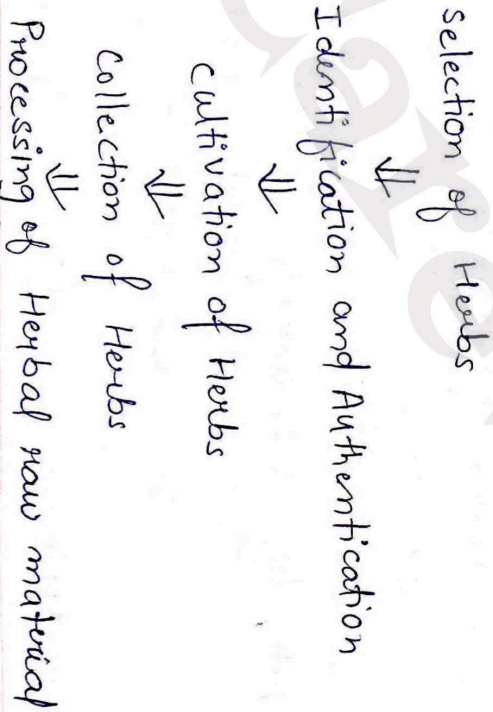 selection of Herbs
⇓
Identification and Authentication
⇓
cultivation of Herbs
⇓
Collection of Herbs
⇓
Processing of Herbal raw material